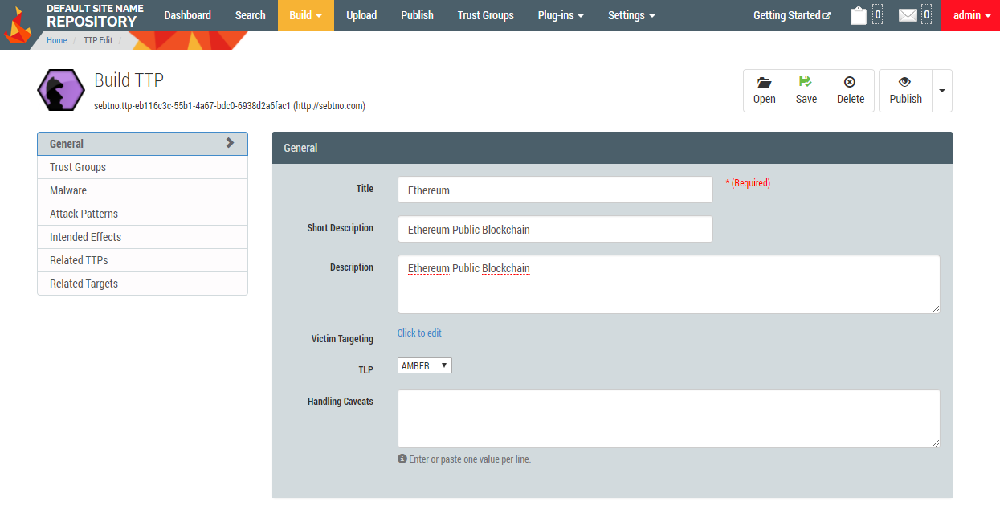 DEFAULT SITE NAME
REPOSITORY
Dashboard Search Build Upload Publish Trust Groups Plug-ins Settings Getting Started 0 0 admin
Home / TTP Edit /
Build TTP
sebtno:ttp-eb116c3c-55b1-4a67-bdc0-6938d2a6fac1 (http://sebtno.com)
Open Save Delete Publish
General
Trust Groups
Malware
Attack Patterns
Intended Effects
Related TTPs
Related Targets
General
Title Ethereum * (Required)
Short Description Ethereum Public Blockchain
Description Ethereum Public Blockchain
Victim Targeting Click to edit
TLP AMBER
Handling Caveats
Enter or paste one value per line.